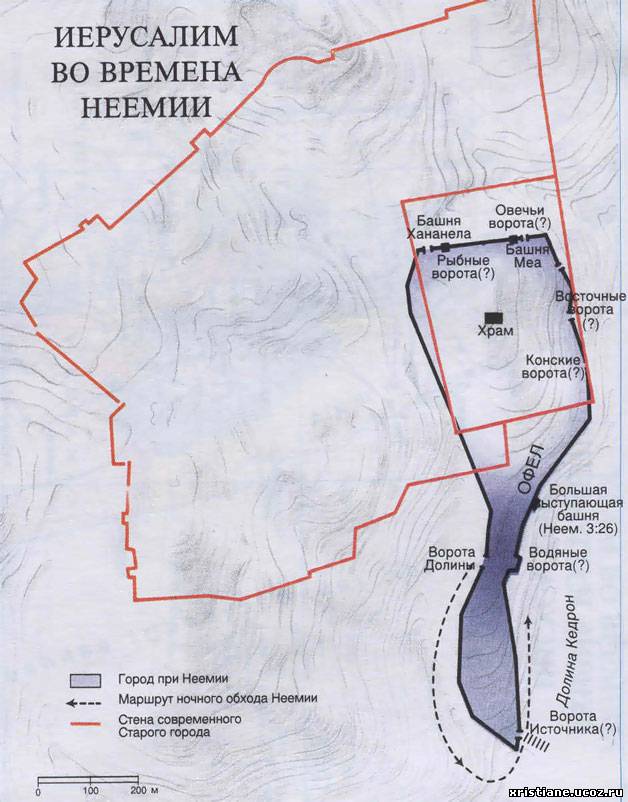 ИЕРУСАЛИМ
ВО ВРЕМЕНА
НЕЕМИИ
Башня
Хананела
Овечьи
ворота(?)
Рыбные
ворота(?)
Башня
Меа
Восточные
ворота
(?)
Храм
Конские
ворота(?)
ОФЕЛ
Большая
выступающая
башня
(Неем. 3:26)
Ворота
Долины
Водяные
ворота(?)
Долина Кедрон
Ворота
Источника(?)
Город при Неемии
Маршрут ночного обхода Неемии
Стена современного
Старого города
0 100 200 м
xristiane.ucoz.ru